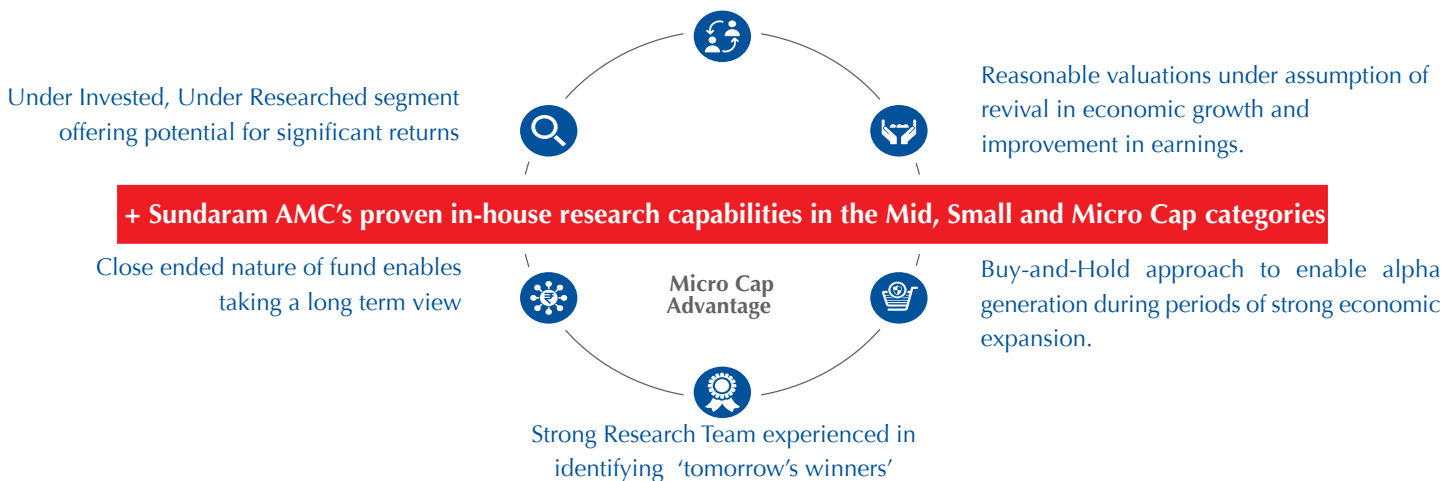 Under Invested, Under Researched segment
offering potential for significant returns
Reasonable valuations under assumption of
revival in economic growth and
improvement in earnings.
+ Sundaram AMC’s proven in-house research capabilities in the Mid, Small and Micro Cap categories
Close ended nature of fund enables
taking a long term view
Micro Cap
Advantage
Buy-and-Hold approach to enable alpha
generation during periods of strong economic
expansion.
Strong Research Team experienced in
identifying ‘tomorrow’s winners’